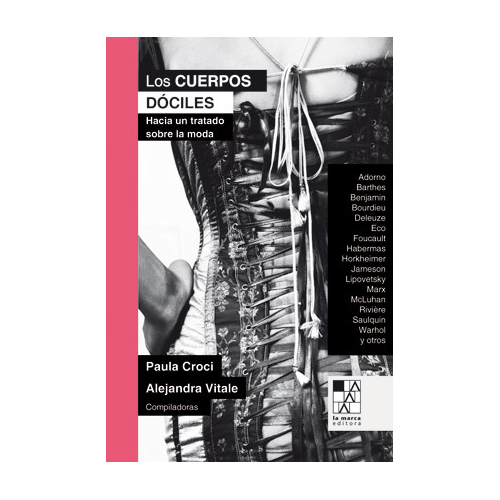 Los CUERPOS
DÓCILES
Hacia un tratado
sobre la moda
Adorno
Barthes
Benjamin
Bourdieu
Deleuze
Eco
Foucault
Habermas
Horkheimer
Jameson
Lipovetsky
Marx
McLuhan
Rivière
Saulquin
Warhol
y otros
Paula Croci
Alejandra Vitale
Compiladoras
la marca
editora